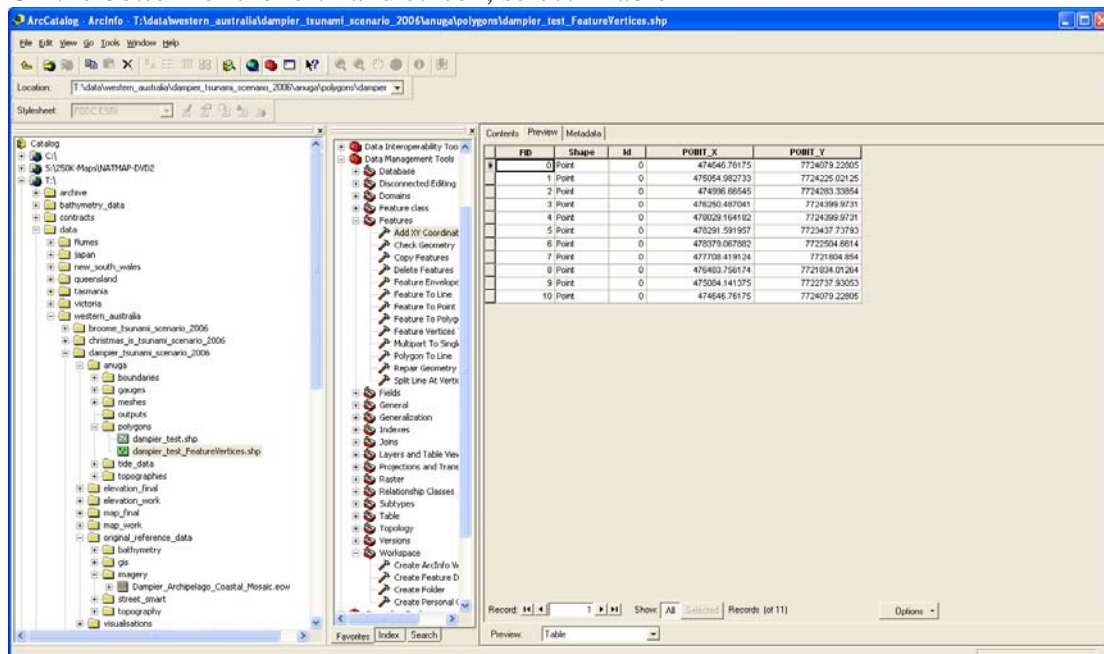 ArcCatalog - ArcInfo - T:\data\western_australia\dampier_tsunami_scenario_2006\anuga\polygons\dampier_test_FeatureVertices.shp
File Edit View Go Tools Window Help
Location: T:\data\western_australia\dampier_tsunami_scenario_2006\anuga\polygons\dampier
Stylesheet: FGDC ESRI
Catalog
C:\
S:\250K-Maps\NATMAP-DVD2
T:\
archive
bathymetry_data
contracts
data
flumes
japan
new_south_wales
queensland
tasmania
victoria
western_australia
broome_tsunami_scenario_2006
christmas_is_tsunami_scenario_2006
dampier_tsunami_scenario_2006
anuga
boundaries
gauges
meshes
outputs
polygons
dampier_test.shp
dampier_test_FeatureVertices.shp
tide_data
topographies
elevation_final
elevation_work
map_final
map_work
original_reference_data
bathymetry
gis
imagery
Dampier_Archipelago_Coastal_Mosaic.ecw
street_smart
topography
visualisations
Data Interoperability Too
Data Management Tools
Database
Disconnected Editing
Domains
Feature class
Features
Add XY Coordinat
Check Geometry
Copy Features
Delete Features
Feature Envelope
Feature To Line
Feature To Point
Feature To Polyg
Feature Vertices
Multipart To Singl
Polygon To Line
Repair Geometry
Split Line At Vertic
Fields
General
Generalization
Indexes
Joins
Layers and Table View
Projections and Trans
Raster
Relationship Classes
Subtypes
Table
Topology
Versions
Workspace
Create ArcInfo W
Create Feature D
Create Folder
Create Personal G
Favorites Index Search
Contents Preview Metadata
FID Shape Id POINT_X POINT_Y
0 Point 0 474646.76175 7724079.22805
1 Point 0 475054.982733 7724225.02125
2 Point 0 474996.66545 7724283.33854
3 Point 0 476250.487041 7724399.9731
4 Point 0 478029.164182 7724399.9731
5 Point 0 478291.591957 7723437.73793
6 Point 0 478379.067882 7722504.6614
7 Point 0 477708.419124 7721804.854
8 Point 0 476483.756174 7721834.01264
9 Point 0 475084.141375 7722737.93053
10 Point 0 474646.76175 7724079.22805
Record: 1 Show: All Selected Records (of 11) Options
Preview: Table